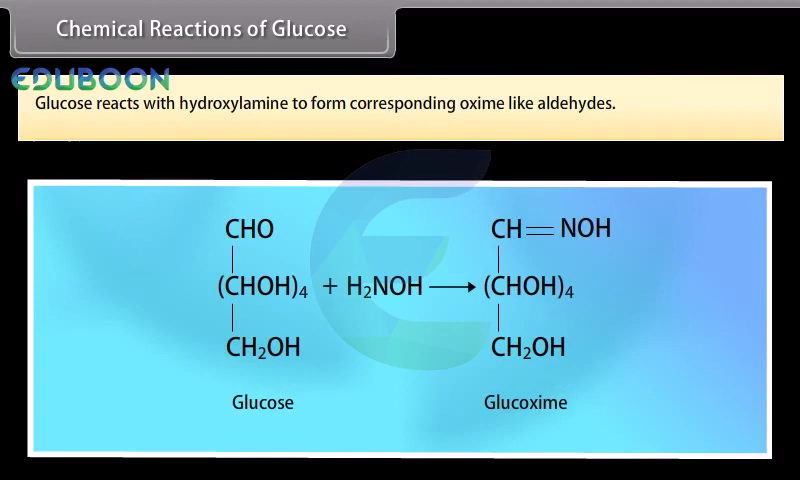 Chemical Reactions of Glucose
EDUBOON
Glucose reacts with hydroxylamine to form corresponding oxime like aldehydes.
CHO CH=NOH
(CHOH)₄ + H₂NOH → (CHOH)₄
CH₂OH CH₂OH
Glucose Glucoxime